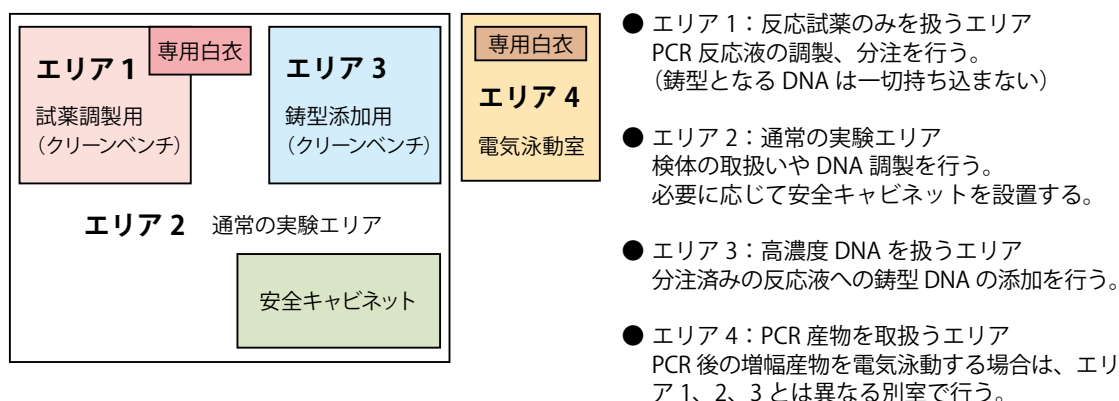 エリア 1
専用白衣
試薬調製用
（クリーンベンチ）
エリア 3
鋳型添加用
（クリーンベンチ）
専用白衣
エリア 4
電気泳動室
エリア 2 通常の実験エリア
安全キャビネット
● エリア 1：反応試薬のみを扱うエリア
PCR 反応液の調製、分注を行う。
（鋳型となる DNA は一切持ち込まない）
● エリア 2：通常の実験エリア
検体の取扱いや DNA 調製を行う。
必要に応じて安全キャビネットを設置する。
● エリア 3：高濃度 DNA を扱うエリア
分注済みの反応液への鋳型 DNA の添加を行う。
● エリア 4：PCR 産物を取扱うエリア
PCR 後の増幅産物を電気泳動する場合は、エリ
ア 1、2、3 とは異なる別室で行う。